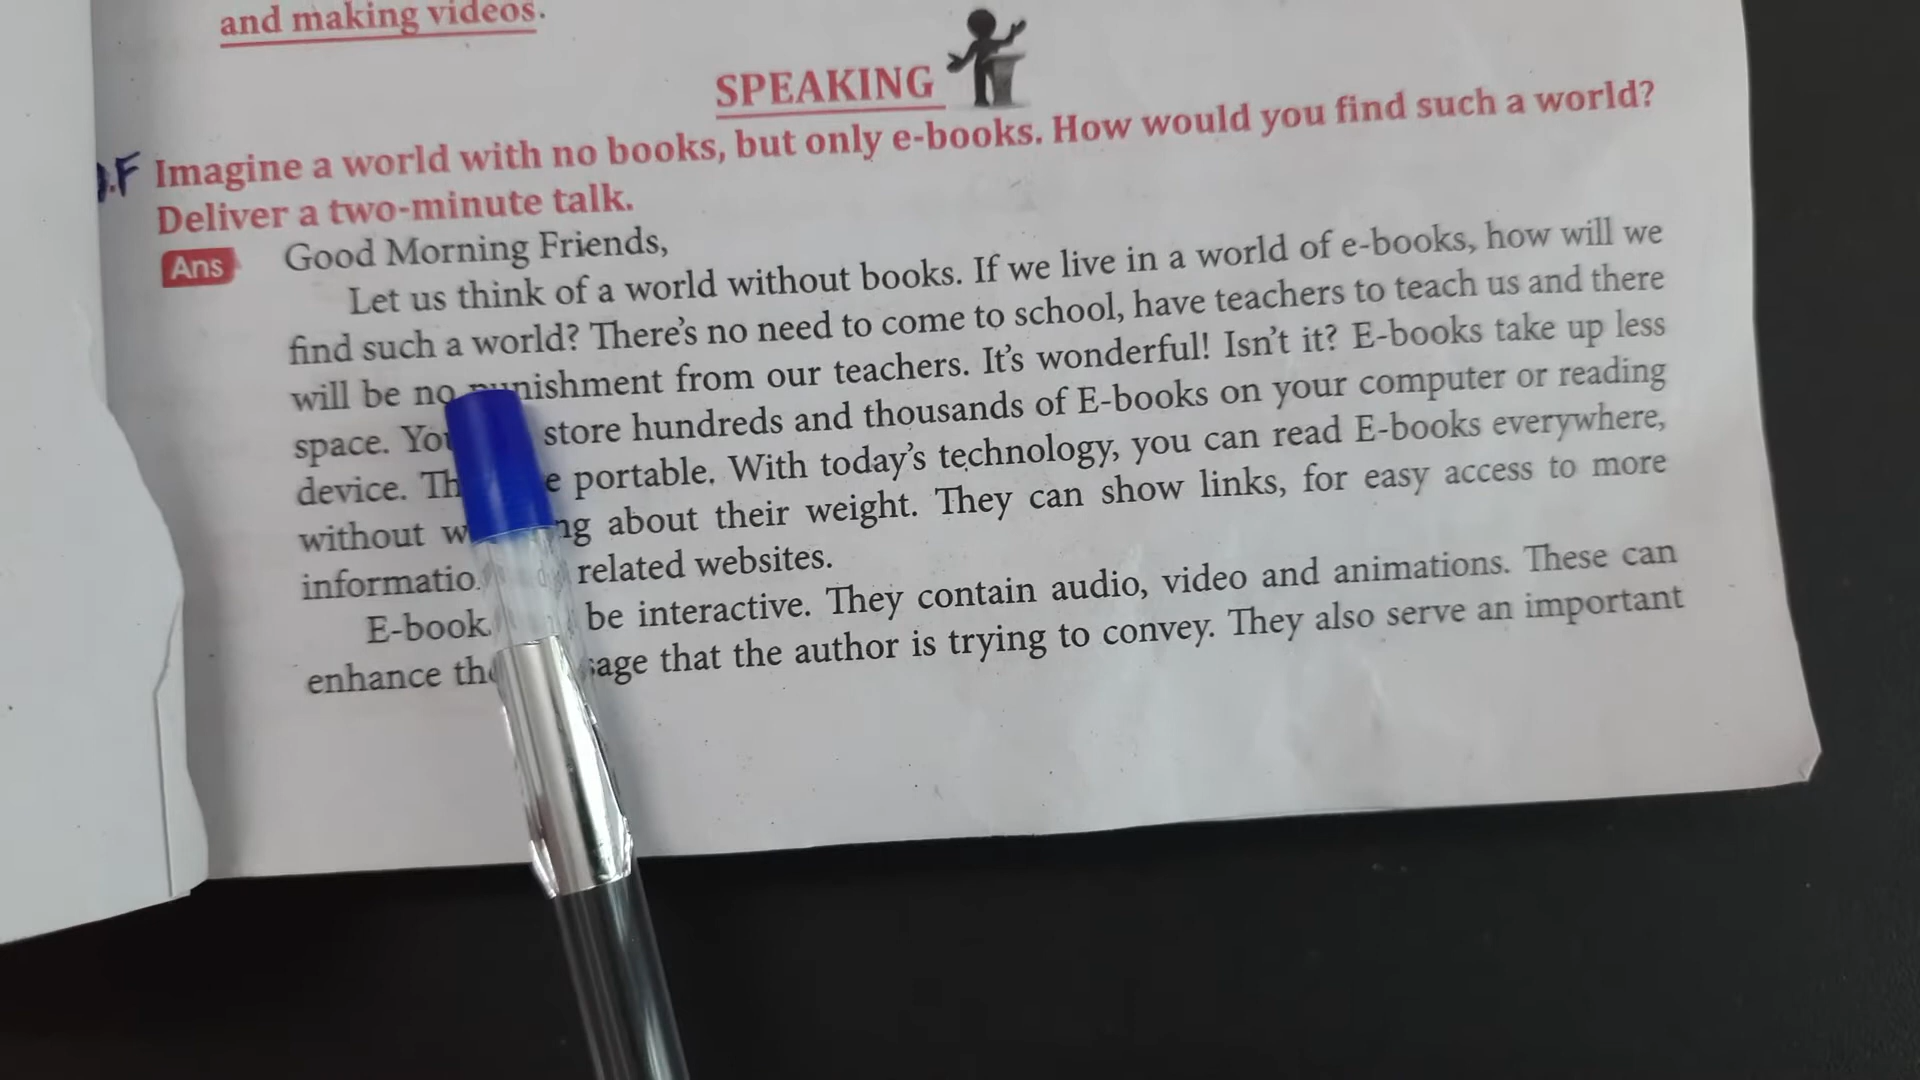 and making videos.
SPEAKING
.F Imagine a world with no books, but only e-books. How would you find such a world?
Deliver a two-minute talk.
Ans Good Morning Friends,
Let us think of a world without books. If we live in a world of e-books, how will we
find such a world? There's no need to come to school, have teachers to teach us and there
will be no punishment from our teachers. It's wonderful! Isn't it? E-books take up less
space. store hundreds and thousands of E-books on your computer or reading
device. portable. With today's technology, you can read E-books everywhere,
without about their weight. They can show links, for easy access to more
related websites.
be interactive. They contain audio, video and animations. These can
enhance that the author is trying to convey. They also serve an important